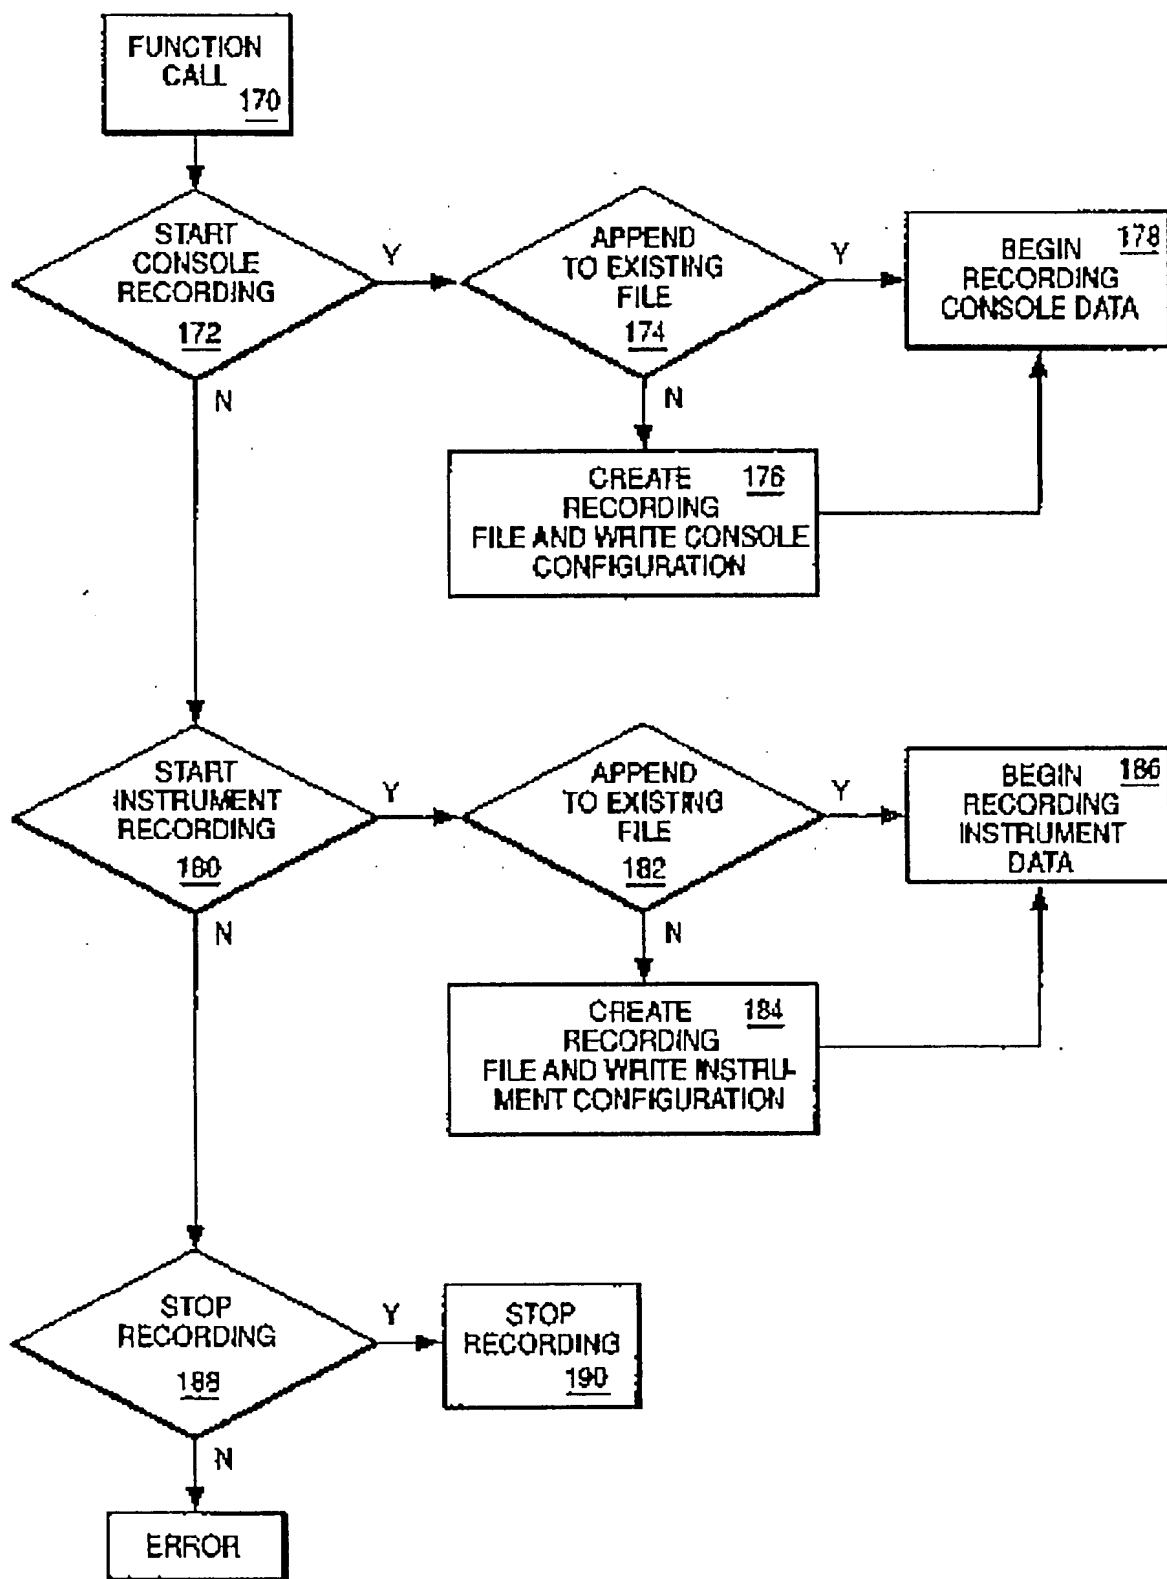 FUNCTION
CALL
170
START
CONSOLE
RECORDING
172
Y
N
APPEND
TO EXISTING
FILE
174
Y
N
BEGIN
RECORDING
CONSOLE DATA
178
CREATE
RECORDING
FILE AND WRITE CONSOLE
CONFIGURATION
176
START
INSTRUMENT
RECORDING
180
Y
N
APPEND
TO EXISTING
FILE
182
Y
N
BEGIN
RECORDING
INSTRUMENT
DATA
186
CREATE
RECORDING
FILE AND WRITE INSTRU-
MENT CONFIGURATION
184
STOP
RECORDING
188
Y
N
STOP
RECORDING
190
ERROR